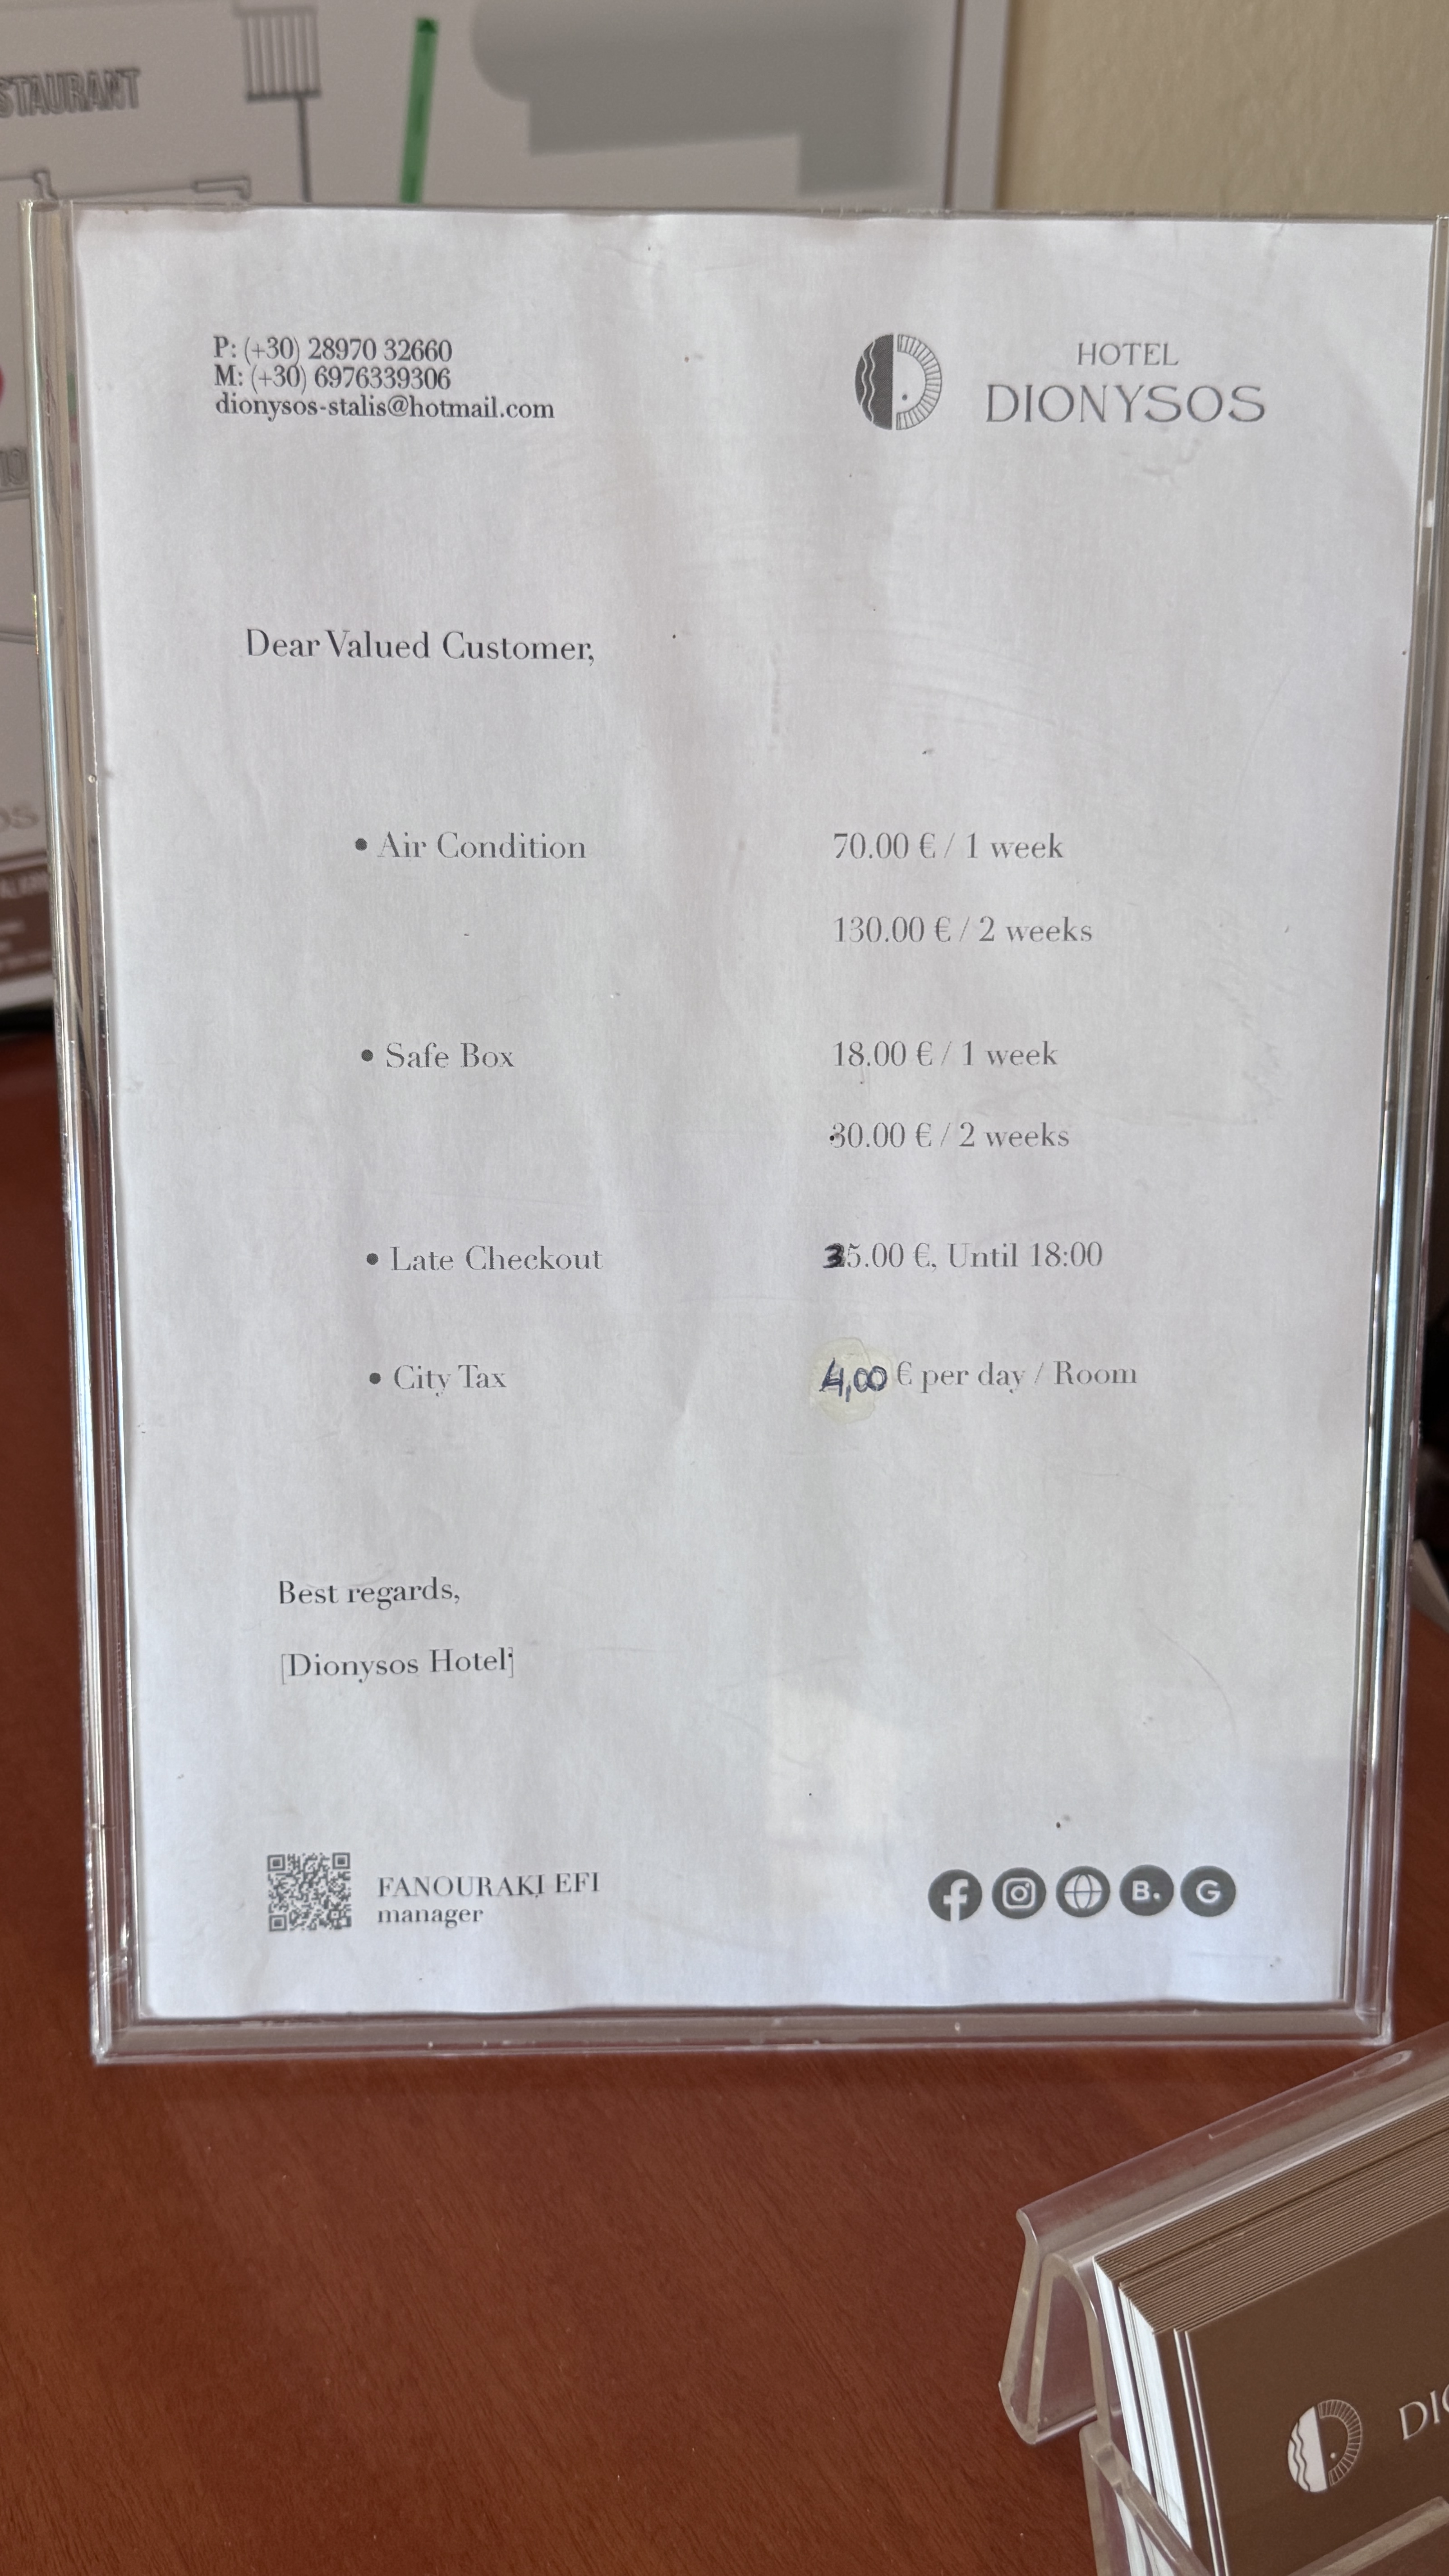 STAURANT
P: (+30) 28970 32660
M: (+30) 6976339306
dionysos-stalis@hotmail.com
HOTEL
DIONYSOS
Dear Valued Customer,
• Air Condition 70.00 € / 1 week
130.00 € / 2 weeks
• Safe Box 18.00 € / 1 week
30.00 € / 2 weeks
• Late Checkout 35.00 €, Until 18:00
• City Tax 4,00 € per day / Room
Best regards,
[Dionysos Hotel]
FANOURAKI EFI
manager
B.
G
DIO